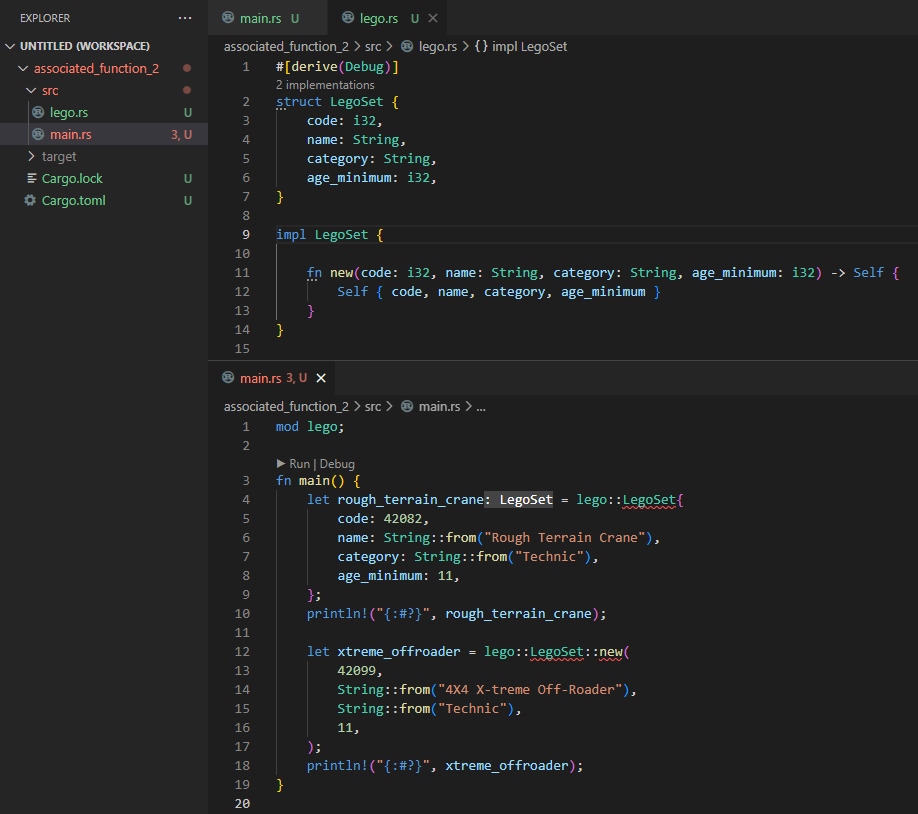 EXPLORER ···
UNTITLED (WORKSPACE)
associated_function_2
src
lego.rs U
main.rs 3, U
target
Cargo.lock U
Cargo.toml U
main.rs U lego.rs U
associated_function_2 > src > lego.rs > {} impl LegoSet
1 #[derive(Debug)]
2 implementations
2 struct LegoSet {
3 code: i32,
4 name: String,
5 category: String,
6 age_minimum: i32,
7 }
8
9 impl LegoSet {
10
11 fn new(code: i32, name: String, category: String, age_minimum: i32) -> Self {
12 Self { code, name, category, age_minimum }
13 }
14 }
15
main.rs 3, U
associated_function_2 > src > main.rs > ...
1 mod lego;
2
Run | Debug
3 fn main() {
4 let rough_terrain_crane: LegoSet = lego::LegoSet{
5 code: 42082,
6 name: String::from("Rough Terrain Crane"),
7 category: String::from("Technic"),
8 age_minimum: 11,
9 };
10 println!("{:#?}", rough_terrain_crane);
11
12 let xtreme_offroader = lego::LegoSet::new(
13 42099,
14 String::from("4X4 X-treme Off-Roader"),
15 String::from("Technic"),
16 11,
17 );
18 println!("{:#?}", xtreme_offroader);
19 }
20